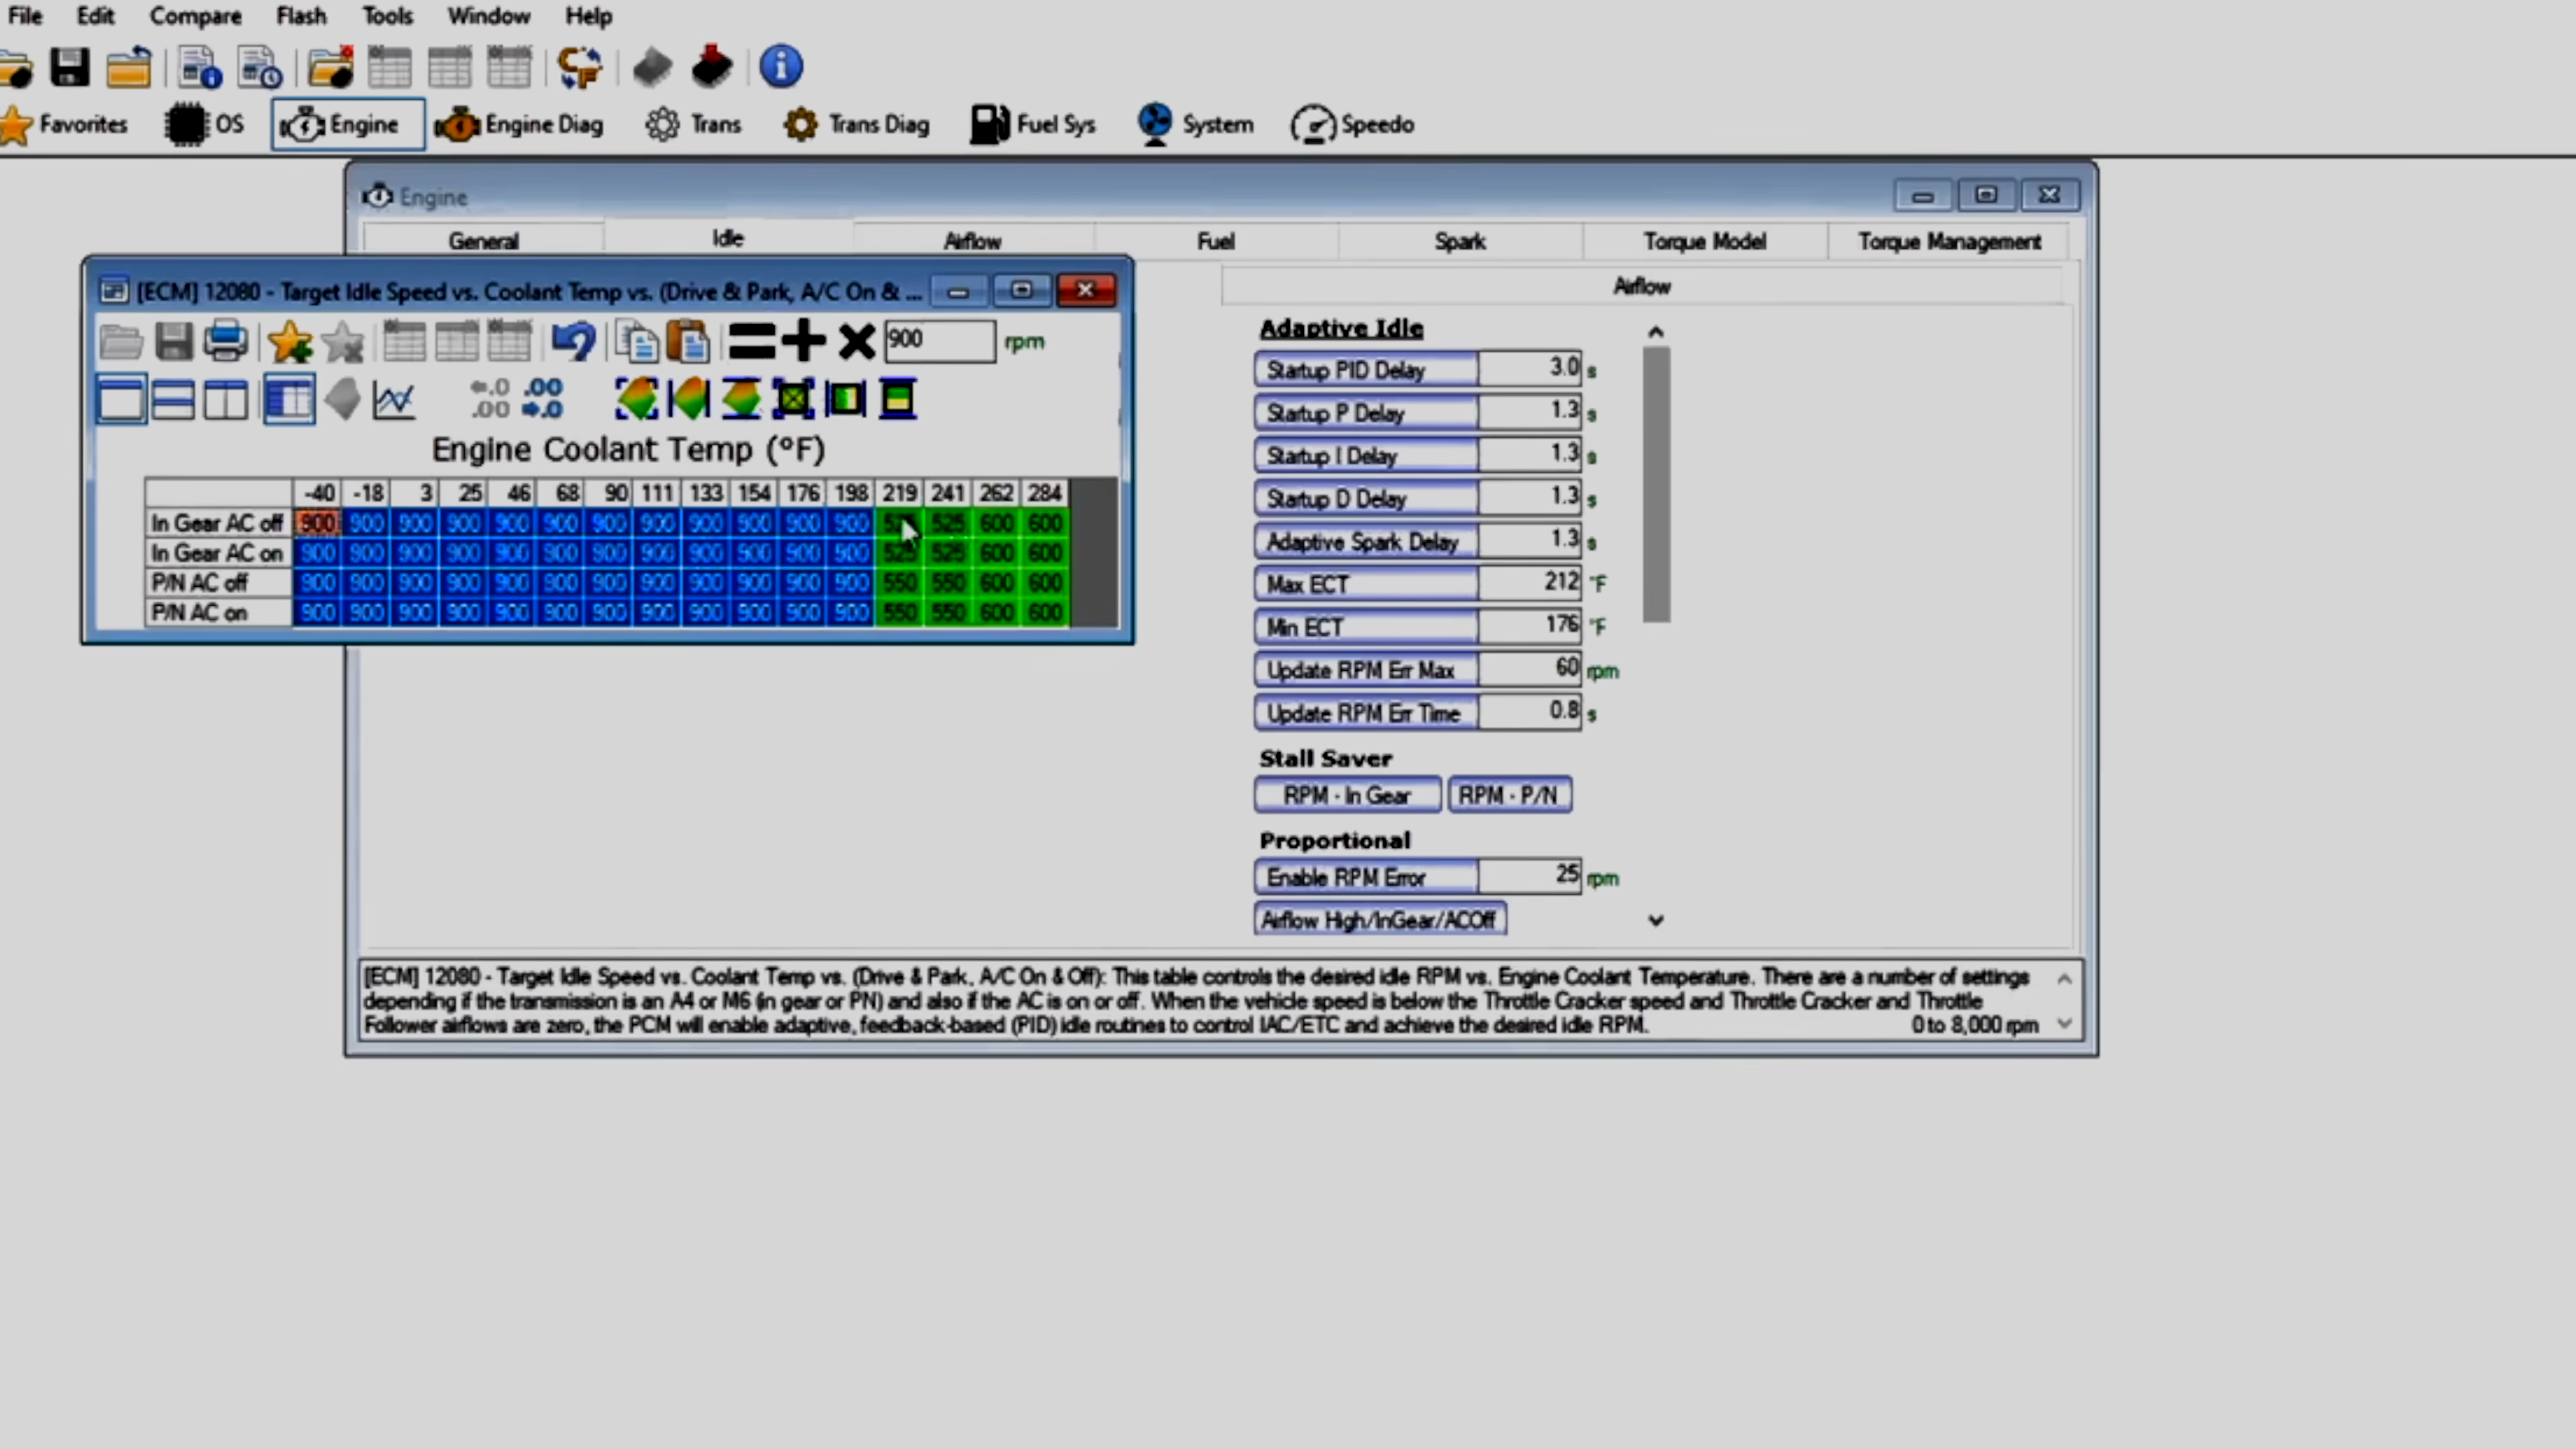 File Edit Compare Flash Tools Window Help
Favorites OS Engine Engine Diag Trans Trans Diag Fuel Sys System Speedo
Engine
General Idle Airflow Fuel Spark Torque Model Torque Management
[ECM] 12080 - Target Idle Speed vs. Coolant Temp vs. (Drive & Park, A/C On & ...
Airflow
900 rpm
←.0 .00
.00 →.0
Engine Coolant Temp (°F)
-40 -18 3 25 46 68 90 111 133 154 176 198 219 241 262 284
In Gear AC off 900 900 900 900 900 900 900 900 900 900 900 900 525 600 600
In Gear AC on 900 900 900 900 900 900 900 900 900 900 900 900 525 525 600 600
P/N AC off 900 900 900 900 900 900 900 900 900 900 900 900 550 550 600 600
P/N AC on 900 900 900 900 900 900 900 900 900 900 900 900 550 550 600 600
Adaptive Idle
Startup PID Delay 3.0 s
Startup P Delay 1.3 s
Startup I Delay 1.3 s
Startup D Delay 1.3 s
Adaptive Spark Delay 1.3 s
Max ECT 212 °F
Min ECT 176 °F
Update RPM Err Max 60 rpm
Update RPM Err Time 0.8 s
Stall Saver
RPM - In Gear RPM - P/N
Proportional
Enable RPM Error 25 rpm
Airflow High/InGear/ACOff
[ECM] 12080 - Target Idle Speed vs. Coolant Temp vs. (Drive & Park, A/C On & Off): This table controls the desired idle RPM vs. Engine Coolant Temperature. There are a number of settings
depending if the transmission is an A4 or M6 (in gear or PN) and also if the AC is on or off. When the vehicle speed is below the Throttle Cracker speed and Throttle Cracker and Throttle
Follower airflows are zero, the PCM will enable adaptive, feedback-based (PID) idle routines to control IAC/ETC and achieve the desired idle RPM. 0 to 8,000 rpm